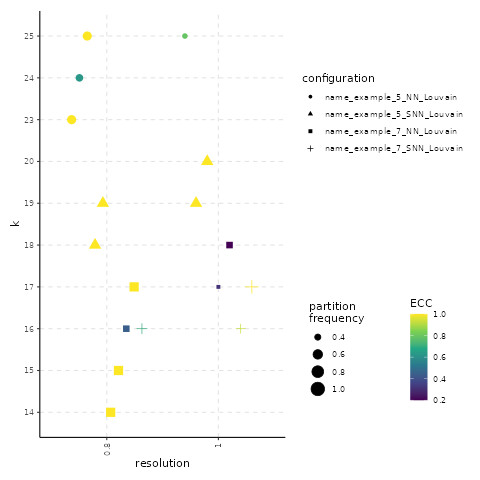 25
24
23
20
19
18
17
16
15
14
k
0.8
1
resolution
configuration
name_example_5_NN_Louvain
name_example_5_SNN_Louvain
name_example_7_NN_Louvain
name_example_7_SNN_Louvain
partition
frequency
0.4
0.6
0.8
1.0
ECC
1.0
0.8
0.6
0.4
0.2